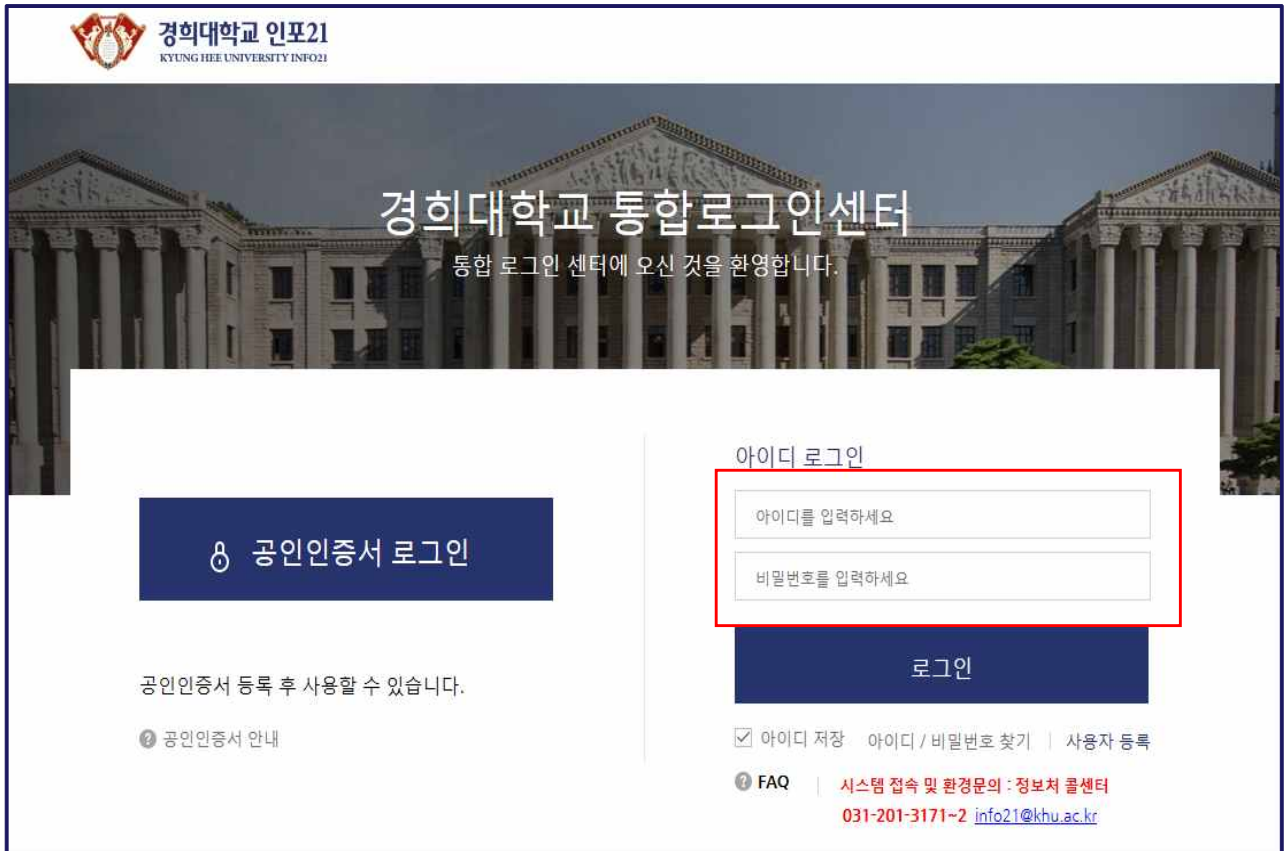 경희대학교 인포21
KYUNG HEE UNIVERSITY INFO21
경희대학교 통합로그인센터
통합 로그인 센터에 오신 것을 환영합니다.
공인인증서 로그인
공인인증서 등록 후 사용할 수 있습니다.
공인인증서 안내
아이디 로그인
아이디를 입력하세요
비밀번호를 입력하세요
로그인
아이디 저장 아이디 / 비밀번호 찾기 | 사용자 등록
FAQ | 시스템 접속 및 환경문의 : 정보처 콜센터
031-201-3171~2 info21@khu.ac.kr